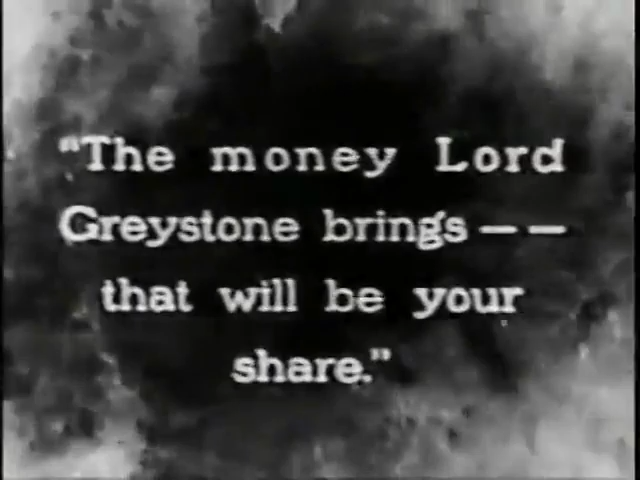 "The money Lord
Greystone brings — —
that will be your
share."